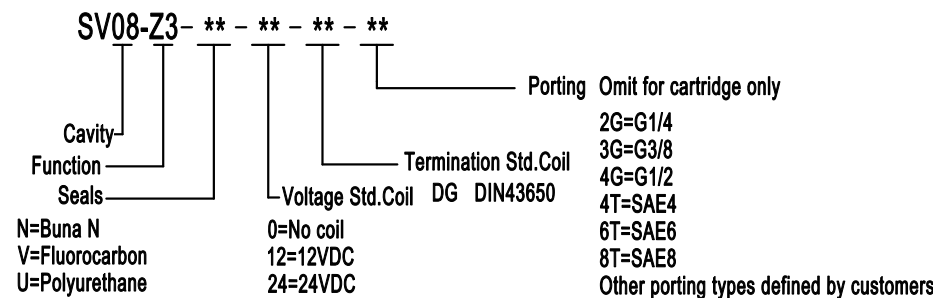 SV08-Z3- ** - ** - ** - **
Porting Omit for cartridge only
2G=G1/4
3G=G3/8
4G=G1/2
4T=SAE4
6T=SAE6
8T=SAE8
Other porting types defined by customers
Cavity
Function
Seals
N=Buna N
V=Fluorocarbon
U=Polyurethane
Voltage Std.Coil
0=No coil
12=12VDC
24=24VDC
Termination Std.Coil
DG DIN43650